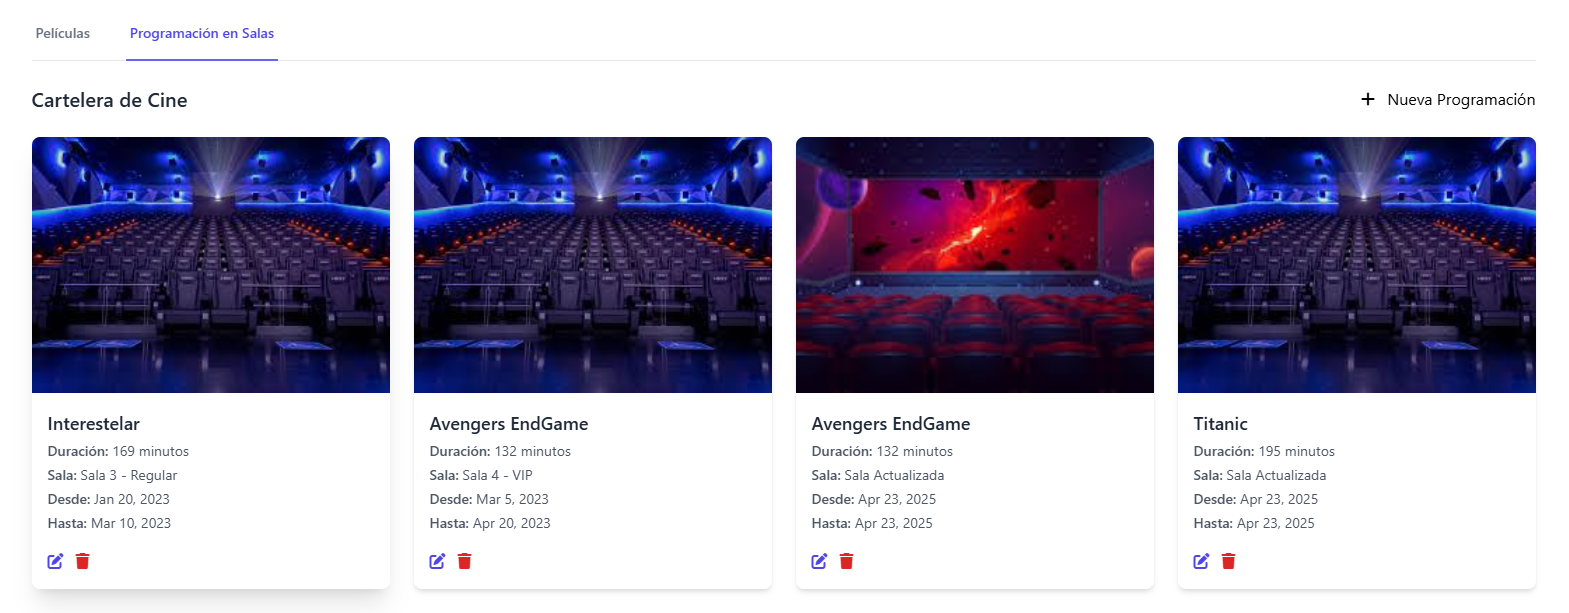 Películas
Programación en Salas
Cartelera de Cine
Nueva Programación
Interestelar
Duración: 169 minutos
Sala: Sala 3 - Regular
Desde: Jan 20, 2023
Hasta: Mar 10, 2023
Avengers EndGame
Duración: 132 minutos
Sala: Sala 4 - VIP
Desde: Mar 5, 2023
Hasta: Apr 20, 2023
Avengers EndGame
Duración: 132 minutos
Sala: Sala Actualizada
Desde: Apr 23, 2025
Hasta: Apr 23, 2025
Titanic
Duración: 195 minutos
Sala: Sala Actualizada
Desde: Apr 23, 2025
Hasta: Apr 23, 2025